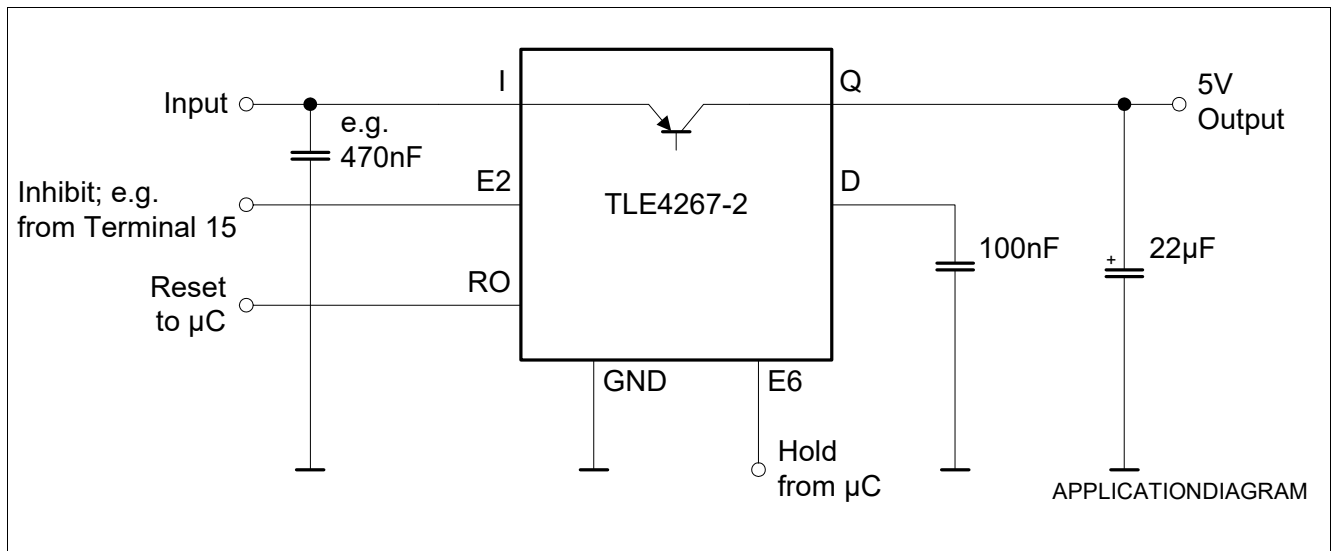 I
Q
Input
5V
Output
e.g.
470nF
E2
D
Inhibit; e.g.
from Terminal 15
TLE4267-2
100nF
+
22µF
RO
Reset
to µC
GND
E6
Hold
from µC
APPLICATIONDIAGRAM